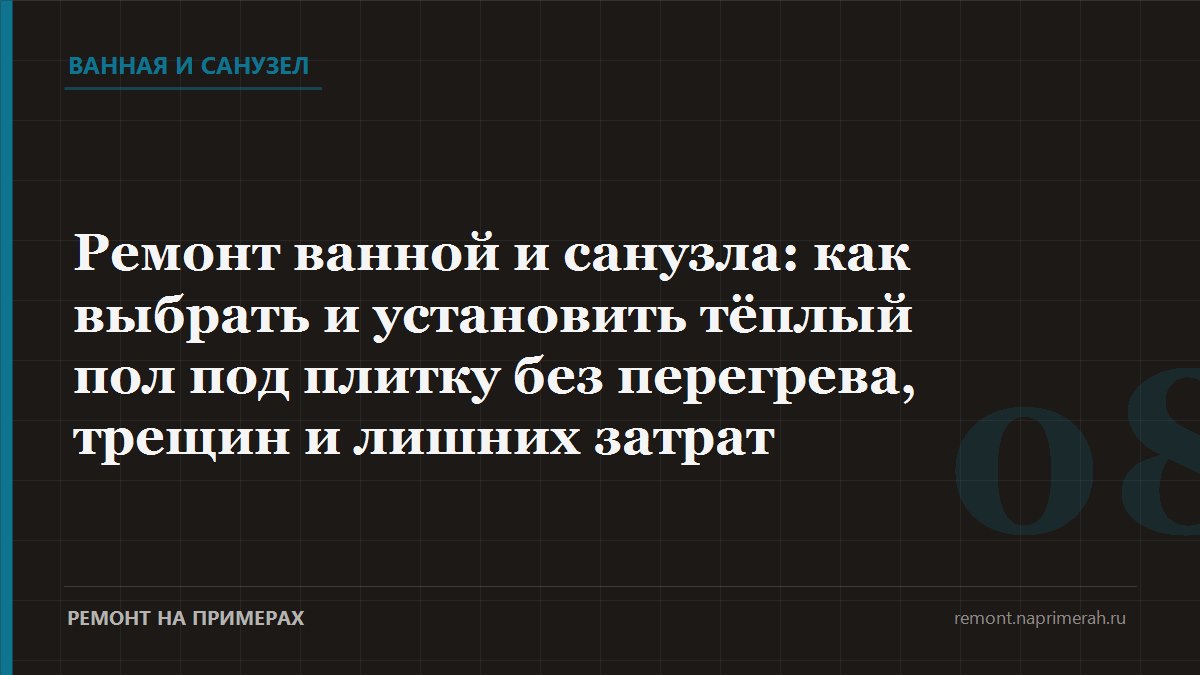 ВАННАЯ И САНУЗЕЛ
Ремонт ванной и санузла: как
выбрать и установить тёплый
пол под плитку без перегрева,
трещин и лишних затрат
08
РЕМОНТ НА ПРИМЕРАХ
remont.naprimerah.ru